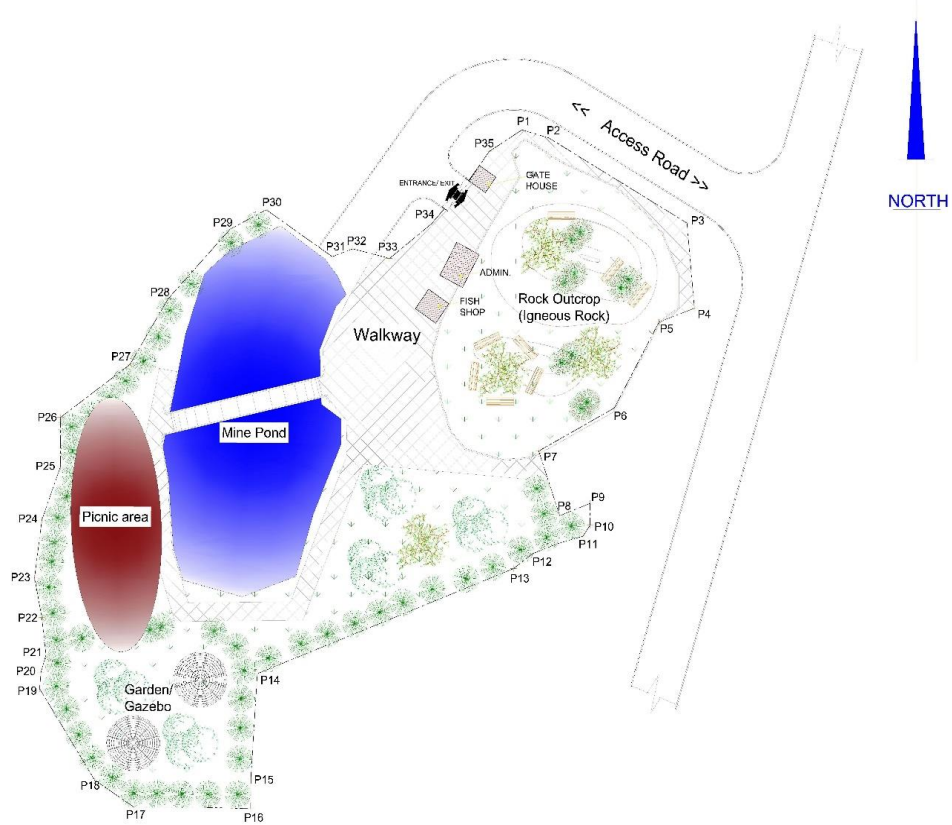 << Access Road >>
NORTH
P1
P2
P35
GATE
HOUSE
ENTRANCE/ EXIT
P34
P30
P29
P31
P32
P33
P3
ADMIN.
P28
Rock Outcrop
(Igneous Rock)
FISH
SHOP
P4
P5
Walkway
P27
P26
P6
Mine Pond
P7
P25
P8
P9
Picnic area
P24
P10
P11
P12
P13
P23
P22
P21
P20
P19
P14
Garden/
Gazebo
P15
P18
P17
P16